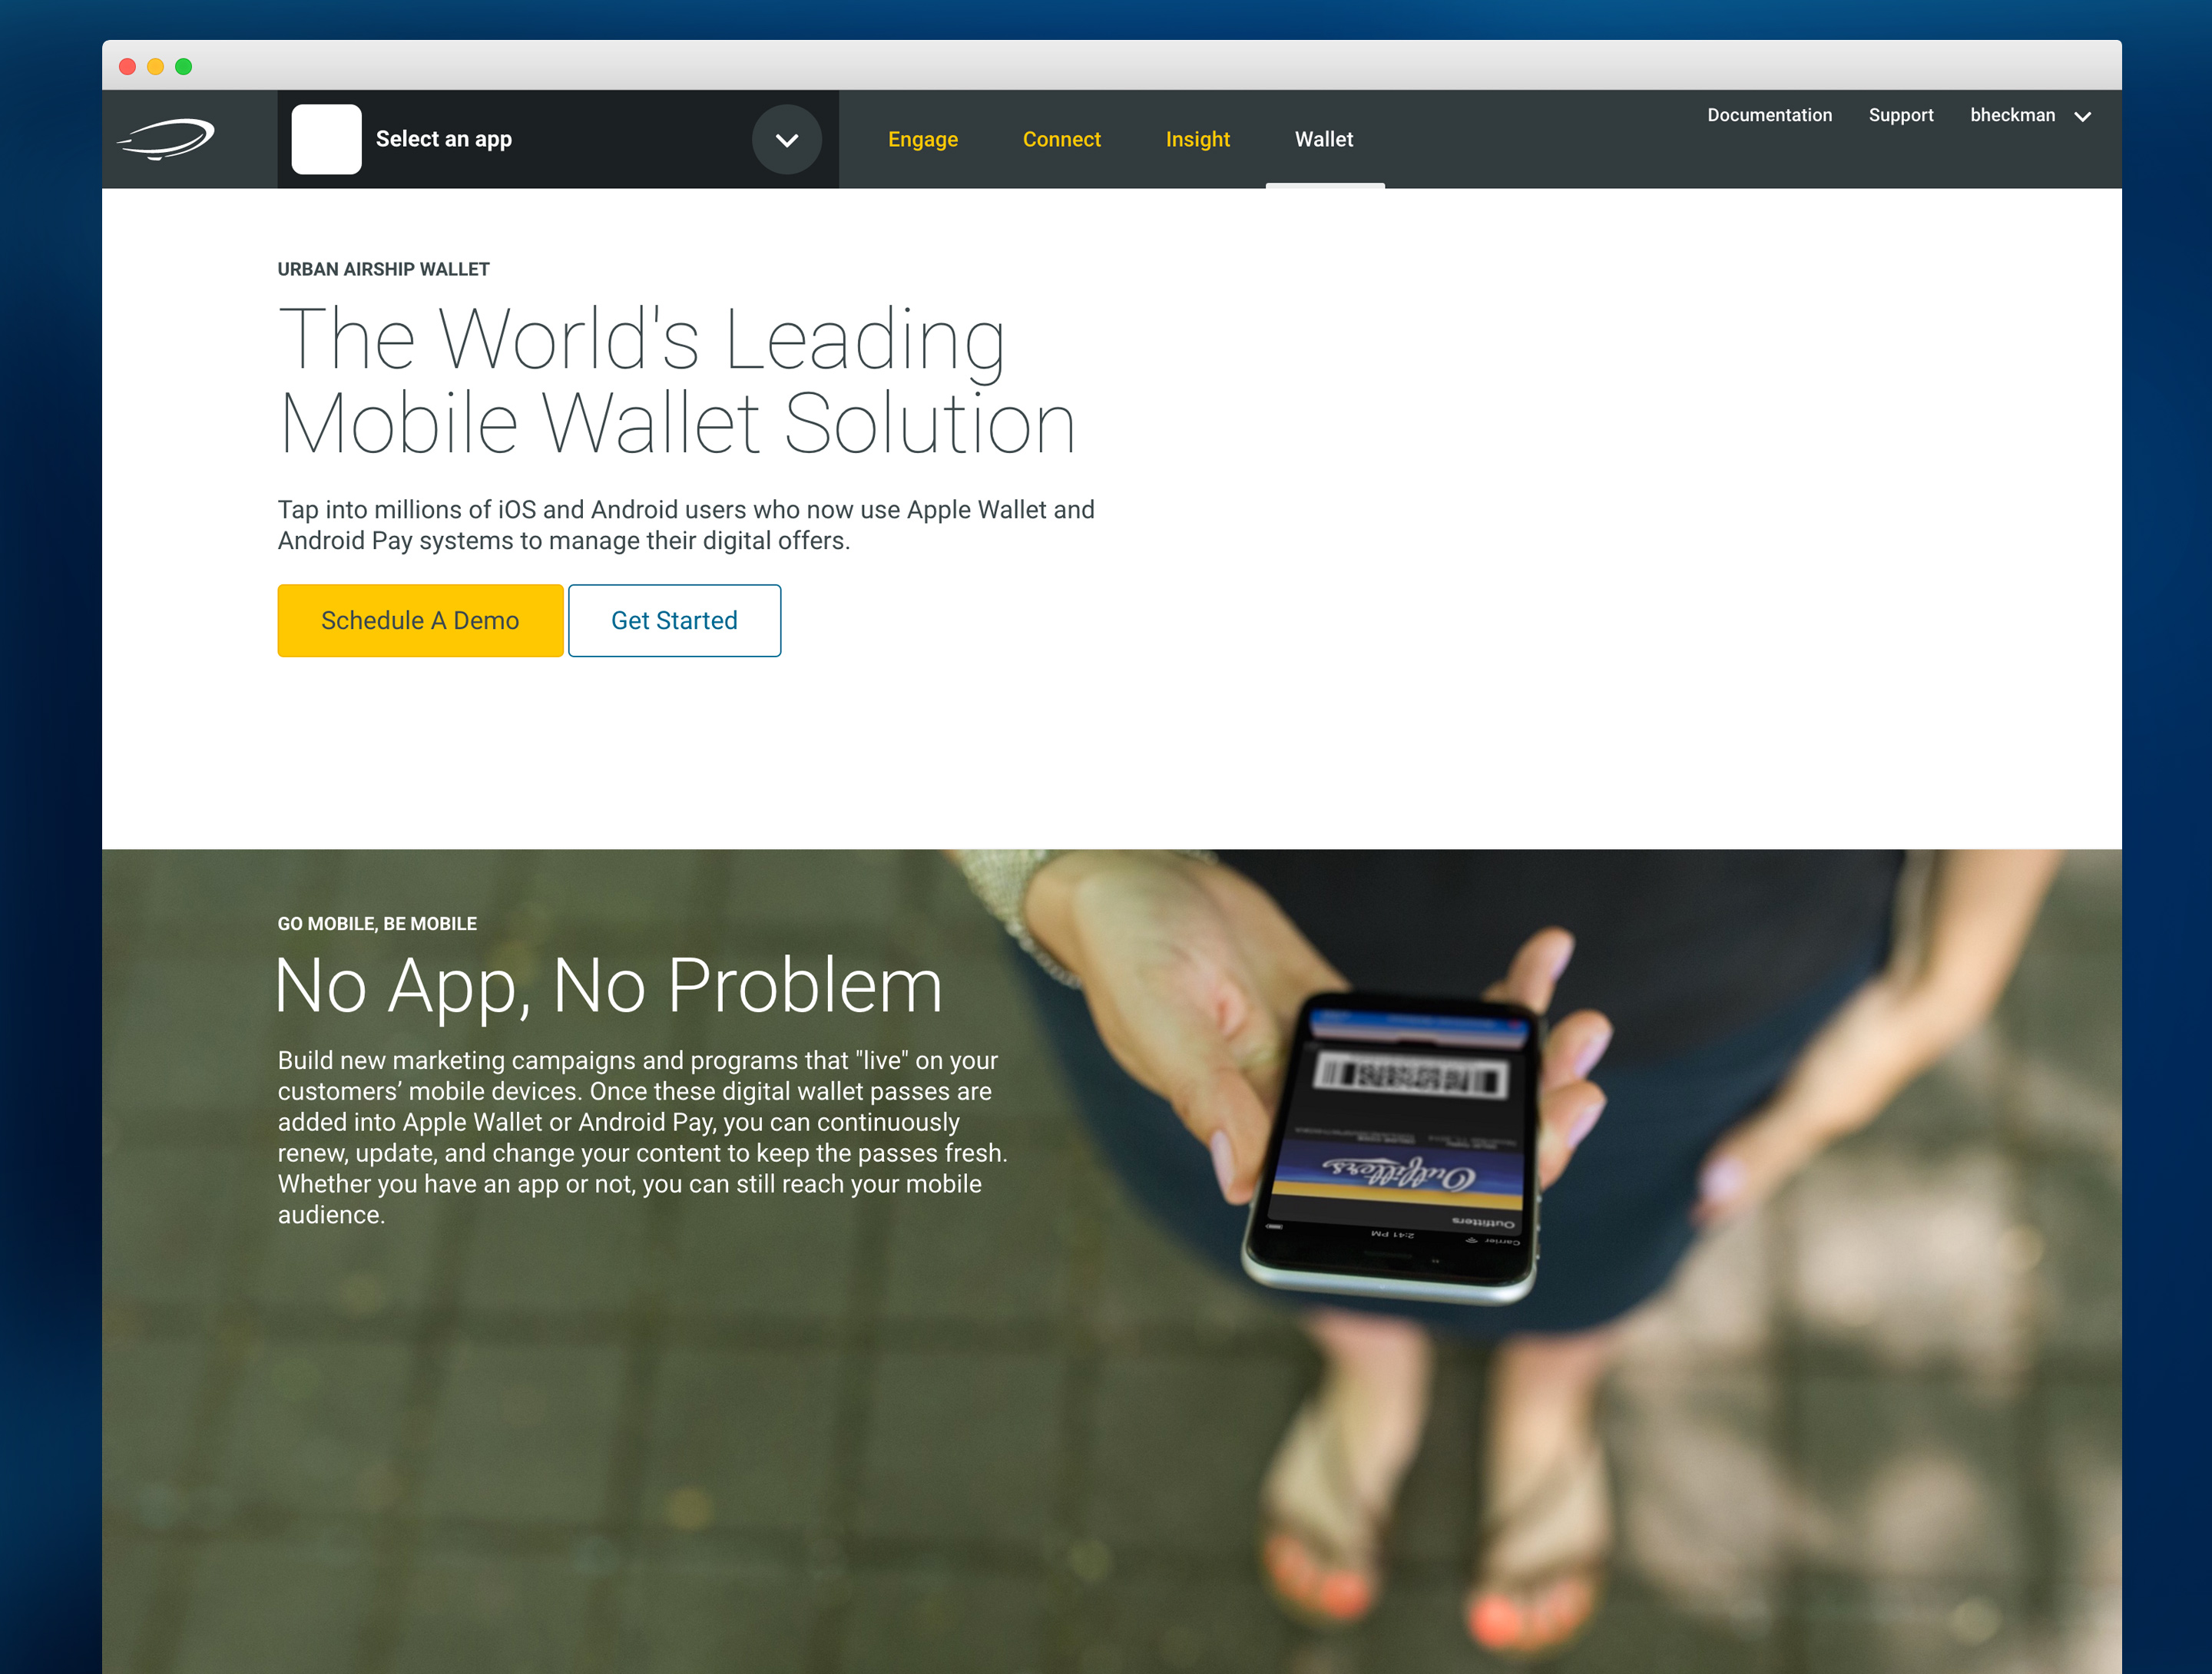 Select an app
Engage
Connect
Insight
Wallet
Documentation
Support
bheckman
URBAN AIRSHIP WALLET
The World's Leading
Mobile Wallet Solution
Tap into millions of iOS and Android users who now use Apple Wallet and
Android Pay systems to manage their digital offers.
Schedule A Demo
Get Started
GO MOBILE, BE MOBILE
No App, No Problem
Build new marketing campaigns and programs that "live" on your
customers’ mobile devices. Once these digital wallet passes are
added into Apple Wallet or Android Pay, you can continuously
renew, update, and change your content to keep the passes fresh.
Whether you have an app or not, you can still reach your mobile
audience.
Carrier
2:41 PM
Outfitters
Outfitters